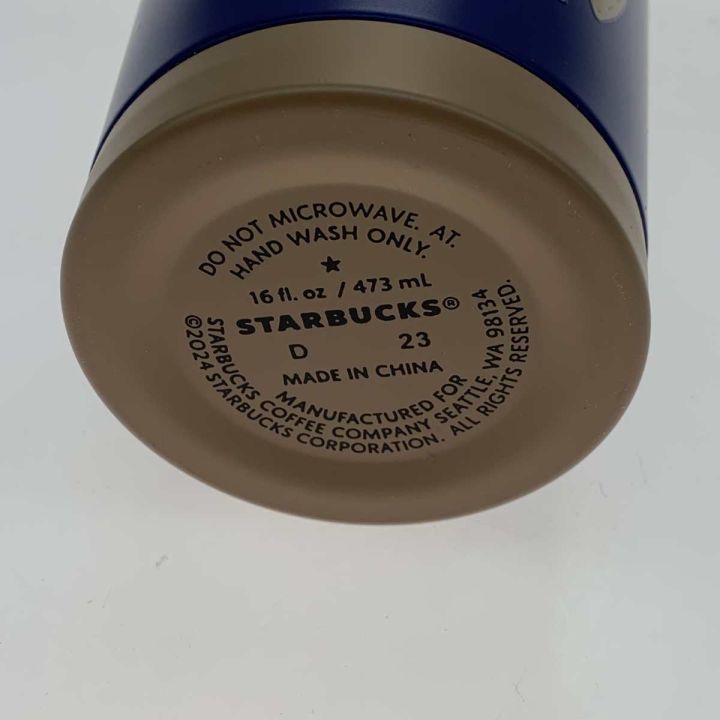 DO NOT MICROWAVE. AT.
HAND WASH ONLY.
16 fl. oz / 473 mL
STARBUCKS®
D 23
MADE IN CHINA
MANUFACTURED FOR
STARBUCKS COFFEE COMPANY SEATTLE, WA 98134
©2024 STARBUCKS CORPORATION. ALL RIGHTS RESERVED.